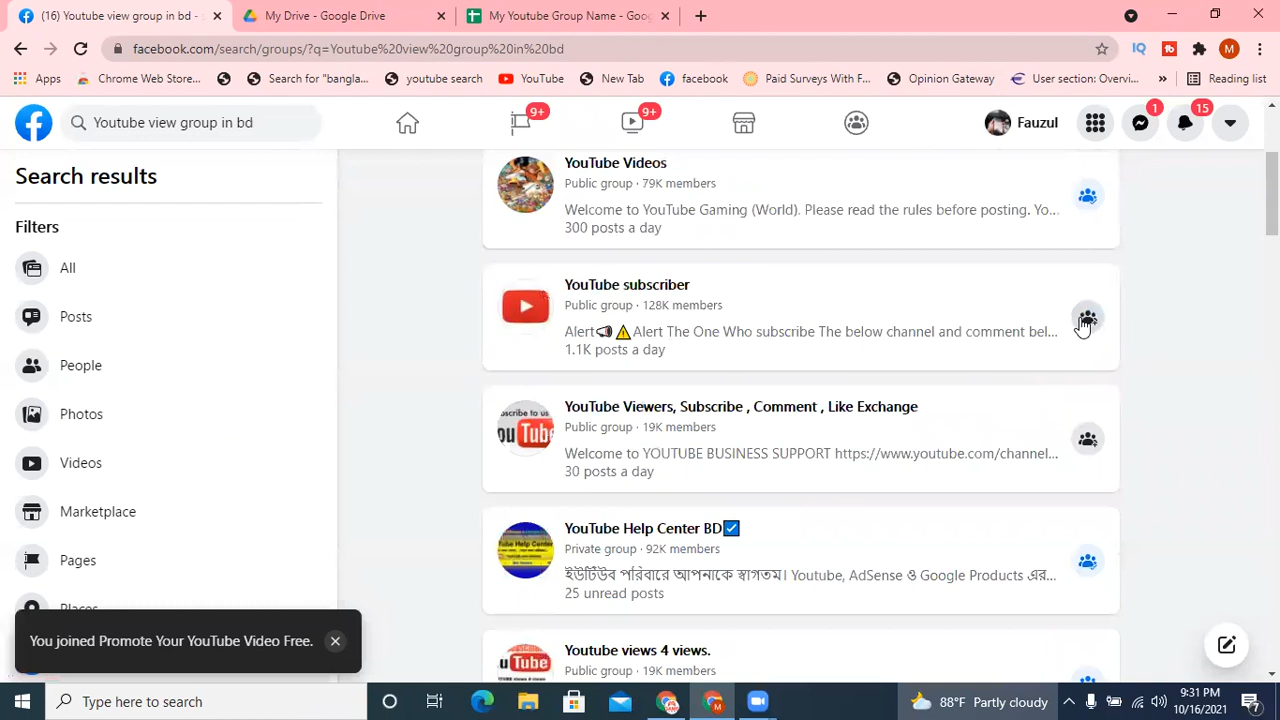 (16) Youtube view group in bd -
My Drive - Google Drive
My Youtube Group Name - Goog
facebook.com/search/groups/?q=Youtube%20view%20group%20in%20bd
Apps
Chrome Web Store...
Search for "bangla...
youtube search
YouTube
New Tab
facebook
Paid Surveys With F...
Opinion Gateway
User section: Overvi...
»
Reading list
Youtube view group in bd
9+
9+
Fauzul
1
15
Search results
Filters
All
Posts
People
Photos
Videos
Marketplace
Pages
Places
YouTube Videos
Public group · 79K members
Welcome to YouTube Gaming (World). Please read the rules before posting. Yo...
300 posts a day
YouTube subscriber
Public group · 128K members
Alert📢⚠️Alert The One Who subscribe The below channel and comment bel...
1.1K posts a day
YouTube Viewers, Subscribe , Comment , Like Exchange
Public group · 19K members
Welcome to YOUTUBE BUSINESS SUPPORT https://www.youtube.com/channel...
30 posts a day
YouTube Help Center BD☑️
Private group · 92K members
ইউটিউব পরিবারে আপনাকে স্বাগতম। Youtube, AdSense ও Google Products এর...
25 unread posts
Youtube views 4 views.
Public group · 19K members
You joined Promote Your YouTube Video Free.
Type here to search
88°F Partly cloudy
9:31 PM
10/16/2021
7